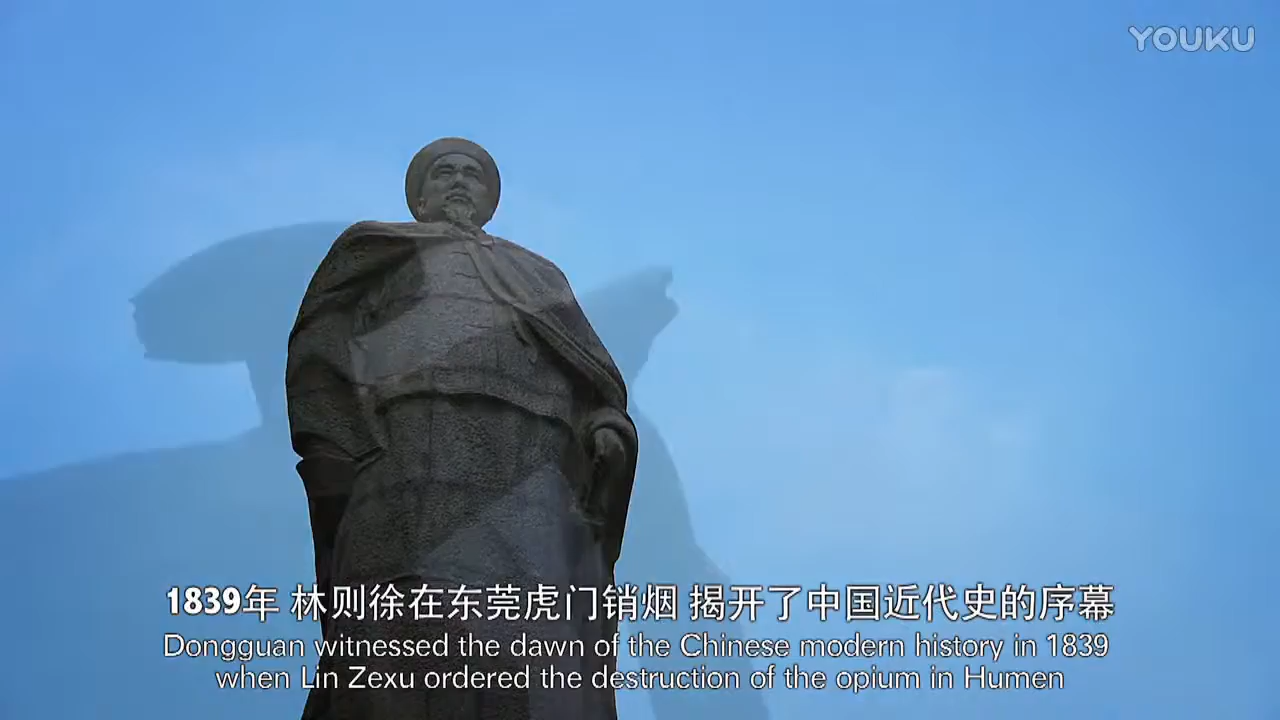 YOUKU
1839年 林则徐在东莞虎门销烟 揭开了中国近代史的序幕
Dongguan witnessed the dawn of the Chinese modern history in 1839
when Lin Zexu ordered the destruction of the opium in Humen